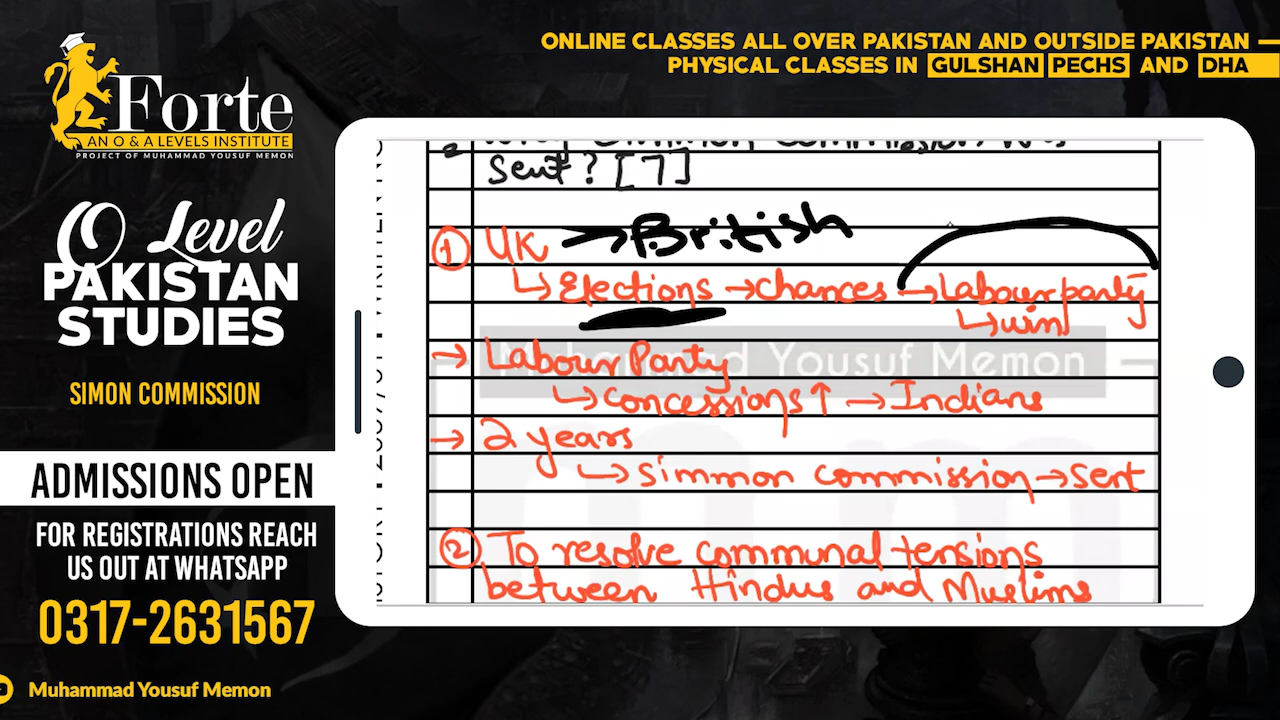 ONLINE CLASSES ALL OVER PAKISTAN AND OUTSIDE PAKISTAN
PHYSICAL CLASSES IN GULSHAN PECHS AND DHA
Forte
AN O & A LEVELS INSTITUTE
PROJECT OF MUHAMMAD YOUSUF MEMON
O Level
PAKISTAN
STUDIES
SIMON COMMISSION
ADMISSIONS OPEN
FOR REGISTRATIONS REACH
US OUT AT WHATSAPP
0317-2631567
Muhammad Yousuf Memon
Sent? [7]
① UK → British
↳ Elections → chances → Labour party
↳ win
→ Labour Party
↳ concessions ↑ → Indians
→ 2 years
↳ Simmon commission → sent
② To resolve communal tensions
between Hindus and Muslims
Muhammad Yousuf Memon